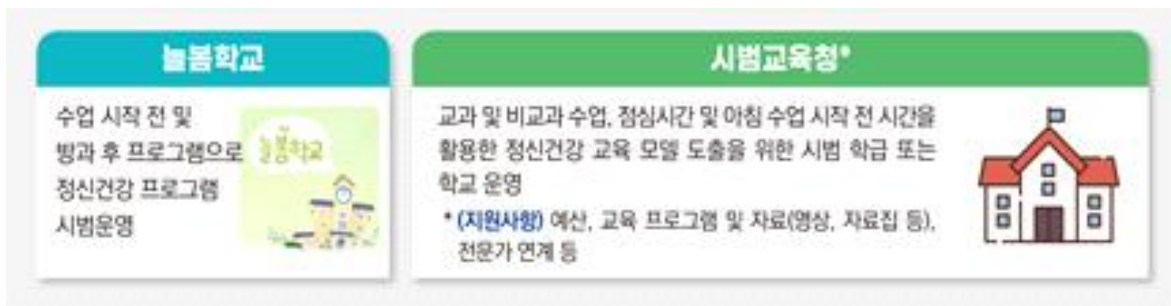 늘봄학교
수업 시작 전 및
방과 후 프로그램으로
정신건강 프로그램
시범운영
늘봄학교
시범교육청*
교과 및 비교과 수업, 점심시간 및 아침 수업 시작 전 시간을
활용한 정신건강 교육 모델 도출을 위한 시범 학급 또는
학교 운영
* (지원사항) 예산, 교육 프로그램 및 자료(영상, 자료집 등),
전문가 연계 등